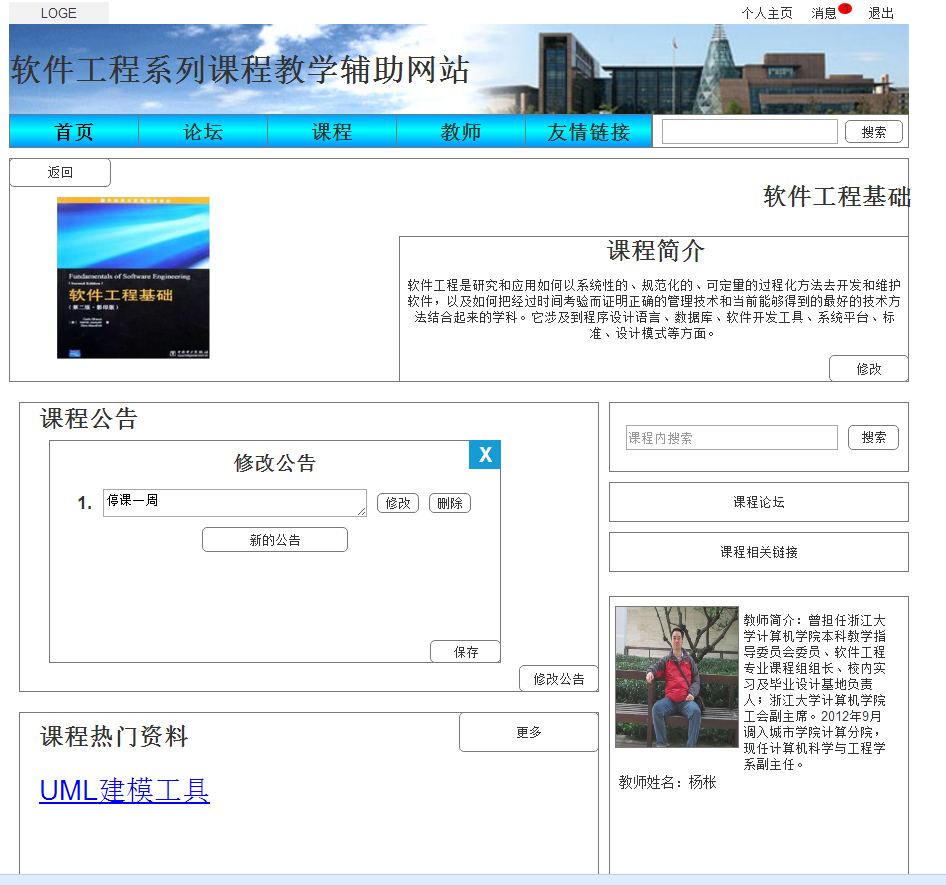 LOGE
个人主页 消息 退出
软件工程系列课程教学辅助网站
首页 论坛 课程 教师 友情链接 搜索
返回
软件工程基础
Fundamentals of Software Engineering
软件工程基础
(第二版·影印版)
课程简介
软件工程是研究和应用如何以系统性的、规范化的、可定量的过程化方法去开发和维护
软件，以及如何把经过时间考验而证明正确的管理技术和当前能够得到的最好的技术方
法结合起来的学科。它涉及到程序设计语言、数据库、软件开发工具、系统平台、标
准、设计模式等方面。
修改
课程公告
修改公告
X
1. 停课一周 修改 删除
新的公告
保存
修改公告
课程热门资料
更多
UML建模工具
课程内搜索 搜索
课程论坛
课程相关链接
教师简介：曾担任浙江大
学计算机学院本科教学指
导委员会委员、软件工程
专业课程组组长、校内实
习及毕业设计基地负责
人；浙江大学计算机学院
工会副主席。2012年9月
调入城市学院计算分院，
现任计算机科学与工程学
系副主任。
教师姓名：杨枨